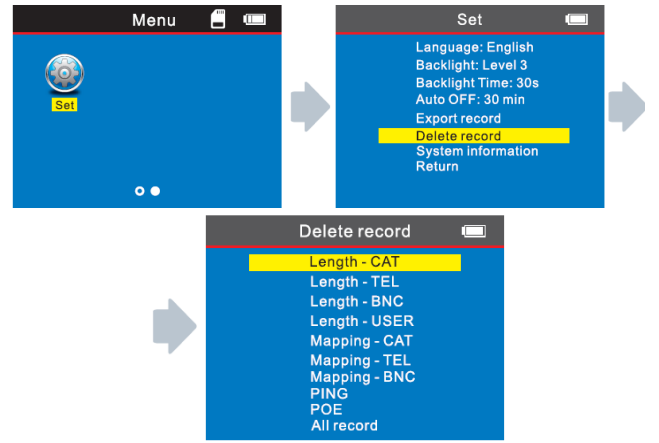 Menu
Set
Set
Language: English
Backlight: Level 3
Backlight Time: 30s
Auto OFF: 30 min
Export record
Delete record
System information
Return
Delete record
Length - CAT
Length - TEL
Length - BNC
Length - USER
Mapping - CAT
Mapping - TEL
Mapping - BNC
PING
POE
All record